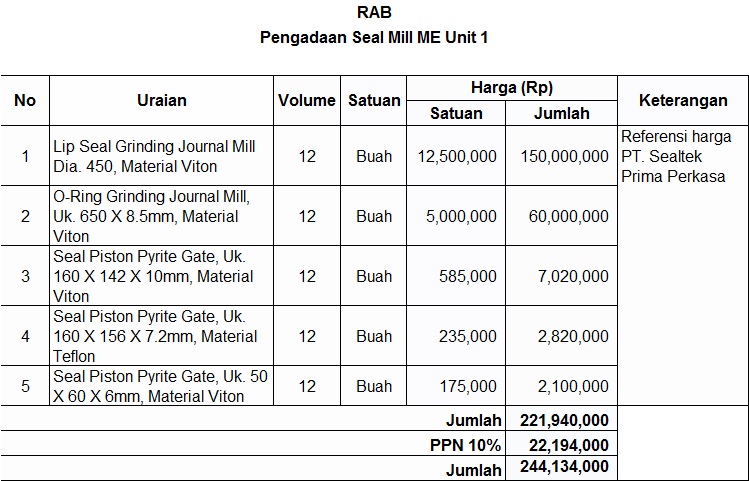 RAB
Pengadaan Seal Mill ME Unit 1
No Uraian Volume Satuan Harga (Rp) Keterangan
Satuan Jumlah
1 Lip Seal Grinding Journal Mill
Dia. 450, Material Viton 12 Buah 12,500,000 150,000,000
Referensi harga
PT. Sealtek
Prima Perkasa
2 O-Ring Grinding Journal Mill,
Uk. 650 X 8.5mm, Material
Viton 12 Buah 5,000,000 60,000,000
3 Seal Piston Pyrite Gate, Uk.
160 X 142 X 10mm, Material
Viton 12 Buah 585,000 7,020,000
4 Seal Piston Pyrite Gate, Uk.
160 X 156 X 7.2mm, Material
Teflon 12 Buah 235,000 2,820,000
5 Seal Piston Pyrite Gate, Uk. 50
X 60 X 6mm, Material Viton 12 Buah 175,000 2,100,000
Jumlah 221,940,000
PPN 10% 22,194,000
Jumlah 244,134,000